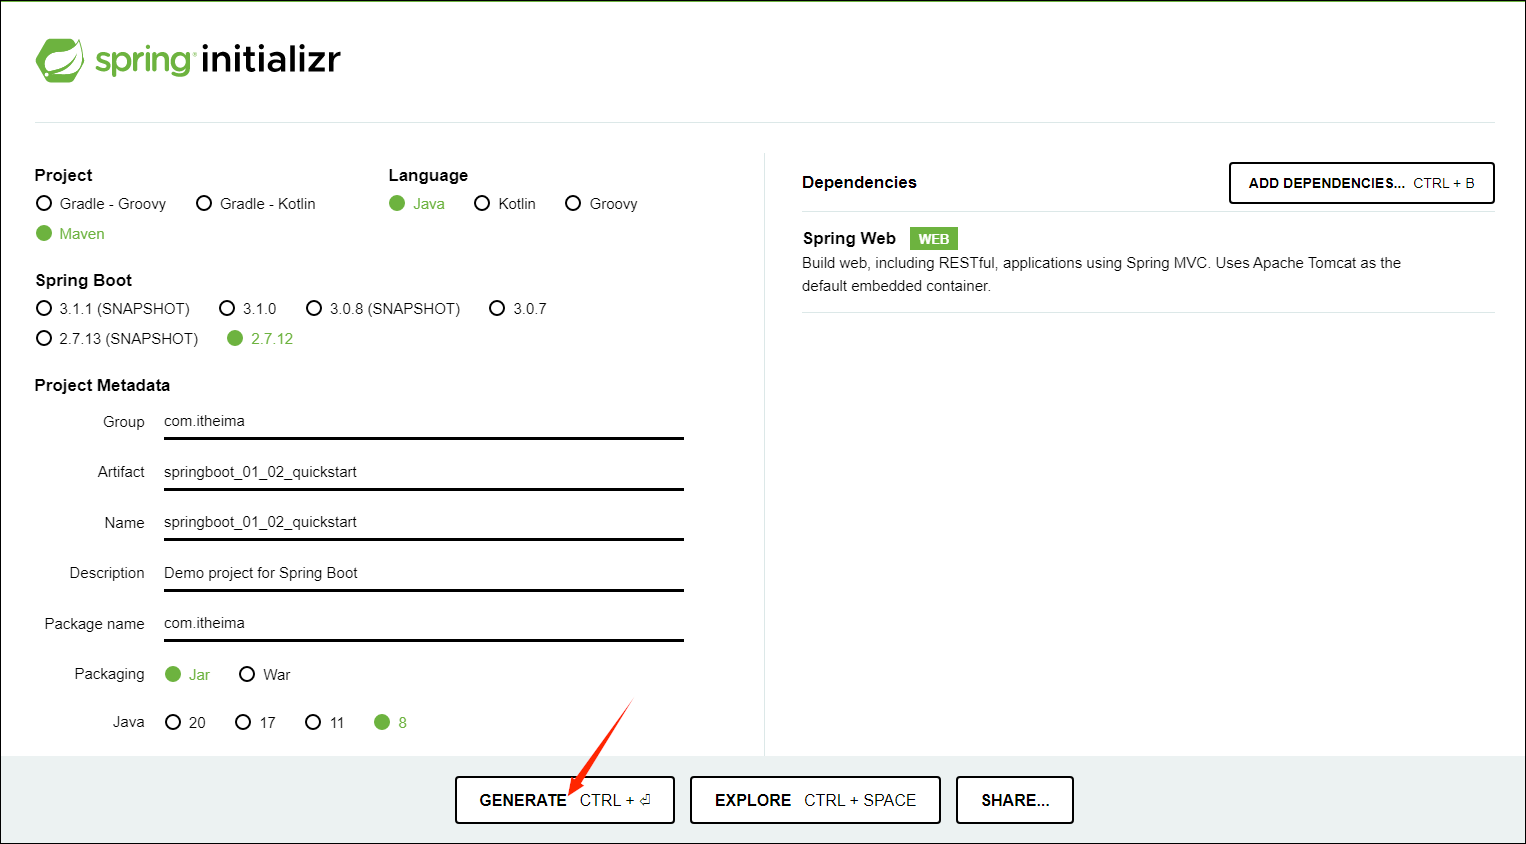 spring initializr
Project
Gradle - Groovy Gradle - Kotlin
Maven
Language
Java Kotlin Groovy
Spring Boot
3.1.1 (SNAPSHOT) 3.1.0 3.0.8 (SNAPSHOT) 3.0.7
2.7.13 (SNAPSHOT) 2.7.12
Project Metadata
Group com.itheima
Artifact springboot_01_02_quickstart
Name springboot_01_02_quickstart
Description Demo project for Spring Boot
Package name com.itheima
Packaging Jar War
Java 20 17 11 8
Dependencies ADD DEPENDENCIES... CTRL + B
Spring Web WEB
Build web, including RESTful, applications using Spring MVC. Uses Apache Tomcat as the
default embedded container.
GENERATE CTRL + ⏎ EXPLORE CTRL + SPACE SHARE...